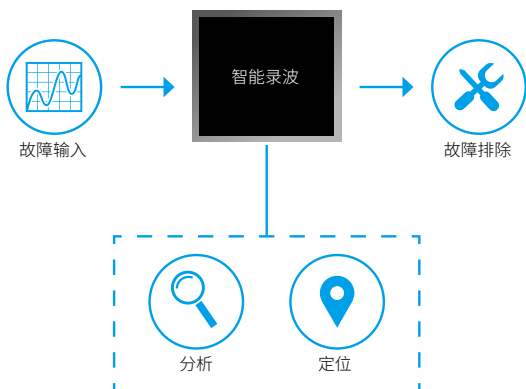 智能录波
故障输入
故障排除
分析
定位